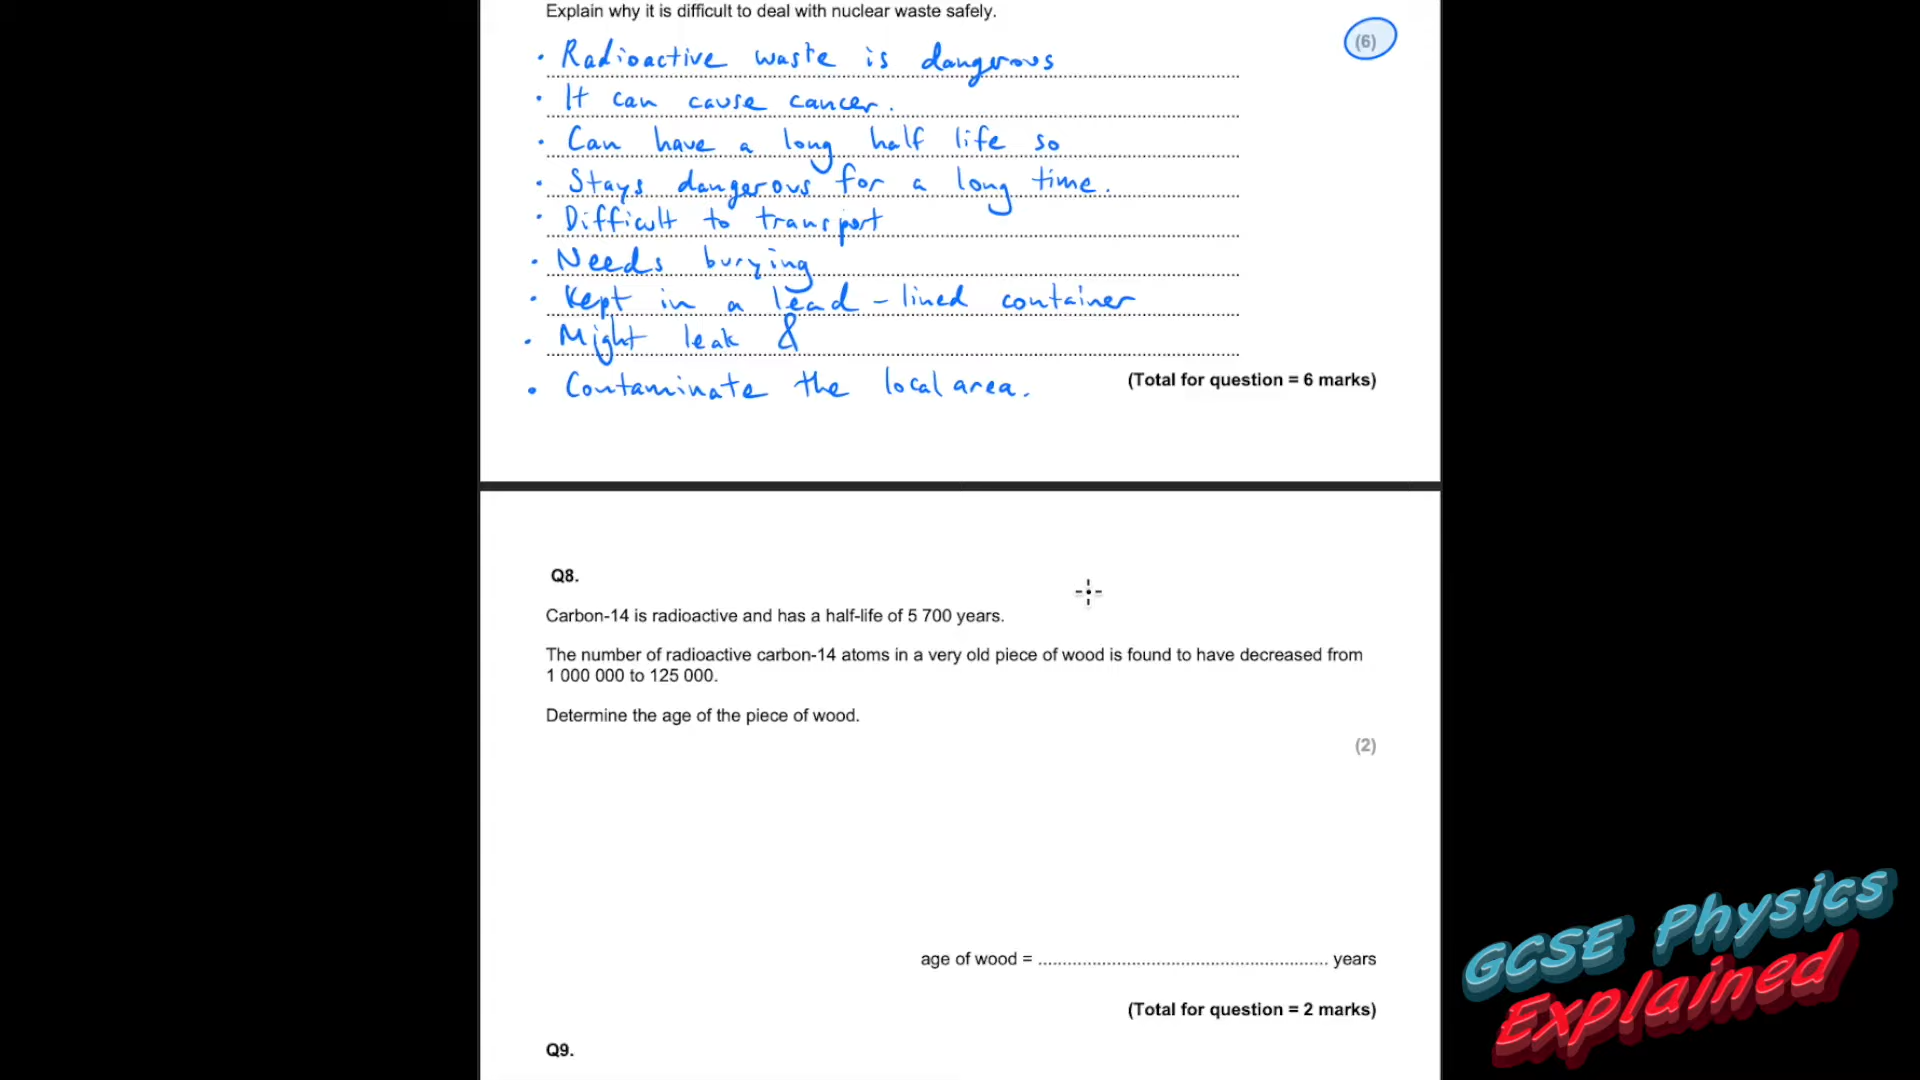 Explain why it is difficult to deal with nuclear waste safely.
(6)
• Radioactive waste is dangerous
• It can cause cancer.
• Can have a long half life so
• Stays dangerous for a long time.
• Difficult to transport
• Needs burying
• Kept in a lead-lined container
• Might leak &
• Contaminate the local area.
(Total for question = 6 marks)
Q8.
Carbon-14 is radioactive and has a half-life of 5 700 years.
The number of radioactive carbon-14 atoms in a very old piece of wood is found to have decreased from
1 000 000 to 125 000.
Determine the age of the piece of wood.
(2)
age of wood = .................................................. years
(Total for question = 2 marks)
Q9.
GCSE Physics
Explained